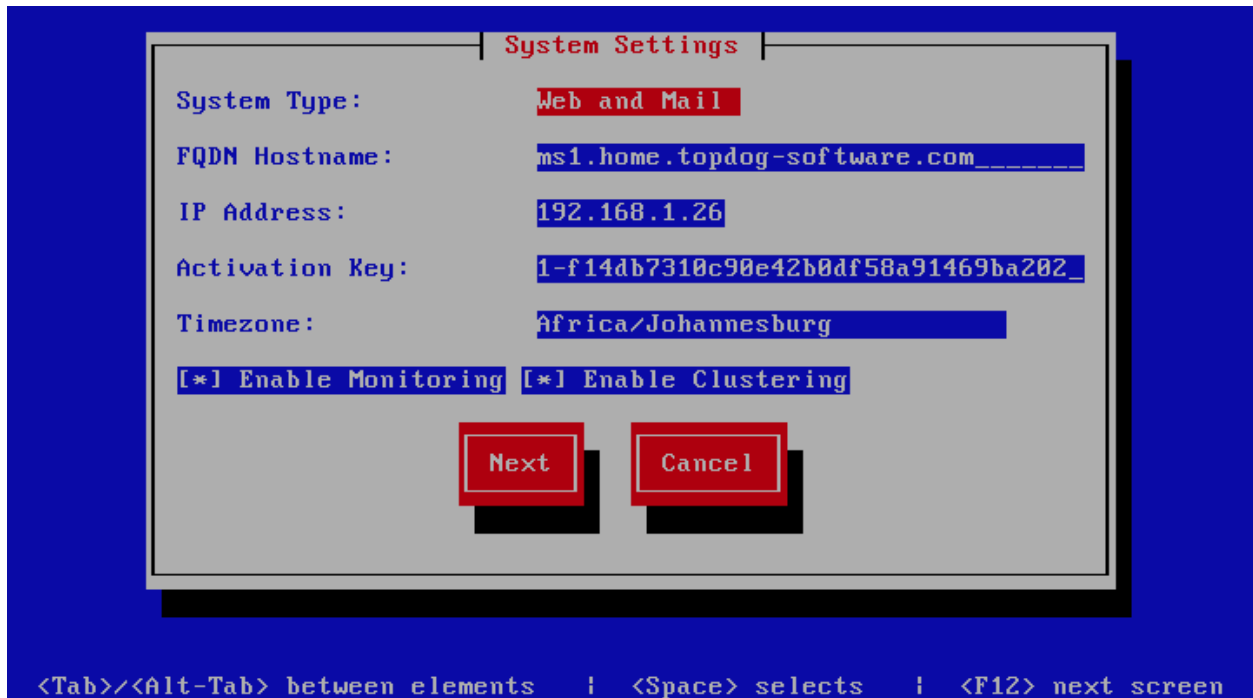 System Settings
System Type: Web and Mail
FQDN Hostname: ms1.home.topdog-software.com_______
IP Address: 192.168.1.26
Activation Key: 1-f14db7310c90e42b0df58a91469ba202_
Timezone: Africa/Johannesburg
[*] Enable Monitoring [*] Enable Clustering
Next Cancel
<Tab>/<Alt-Tab> between elements | <Space> selects | <F12> next screen